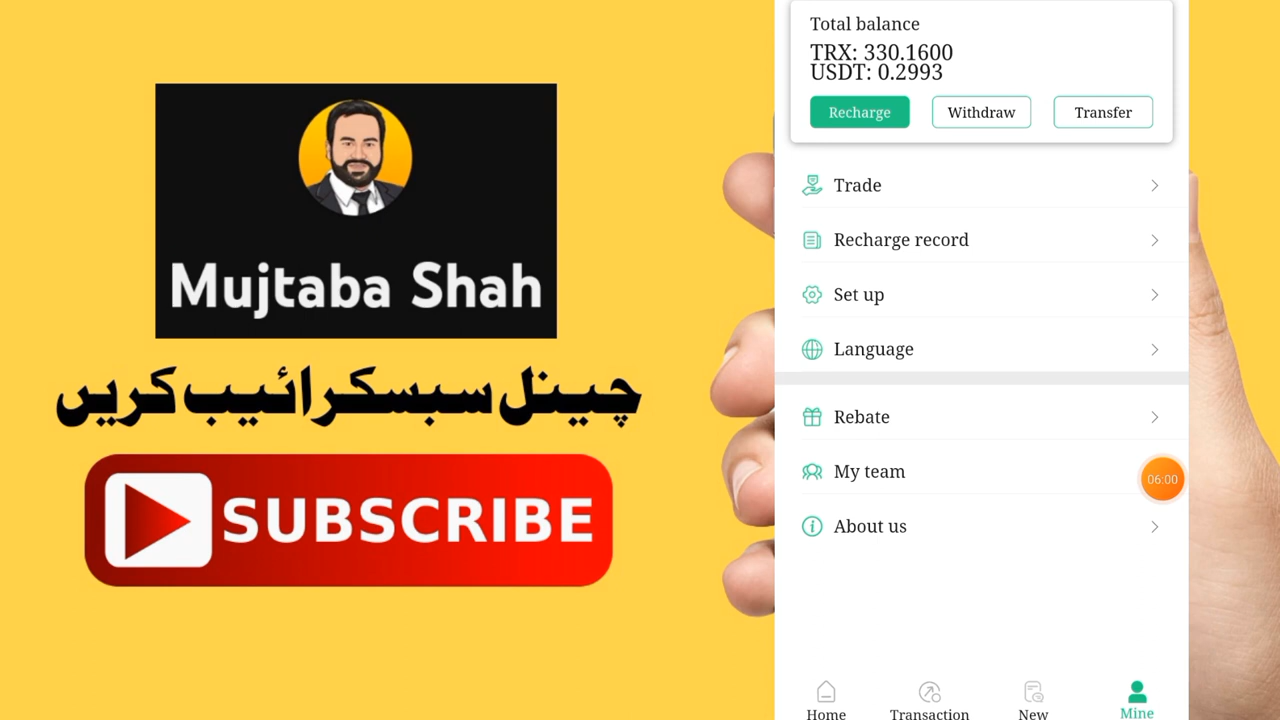 Mujtaba Shah
چینل سبسکرائیب کریں
SUBSCRIBE
Total balance
TRX: 330.1600
USDT: 0.2993
Recharge Withdraw Transfer
Trade
Recharge record
Set up
Language
Rebate
My team
06:00
About us
Home Transaction New Mine